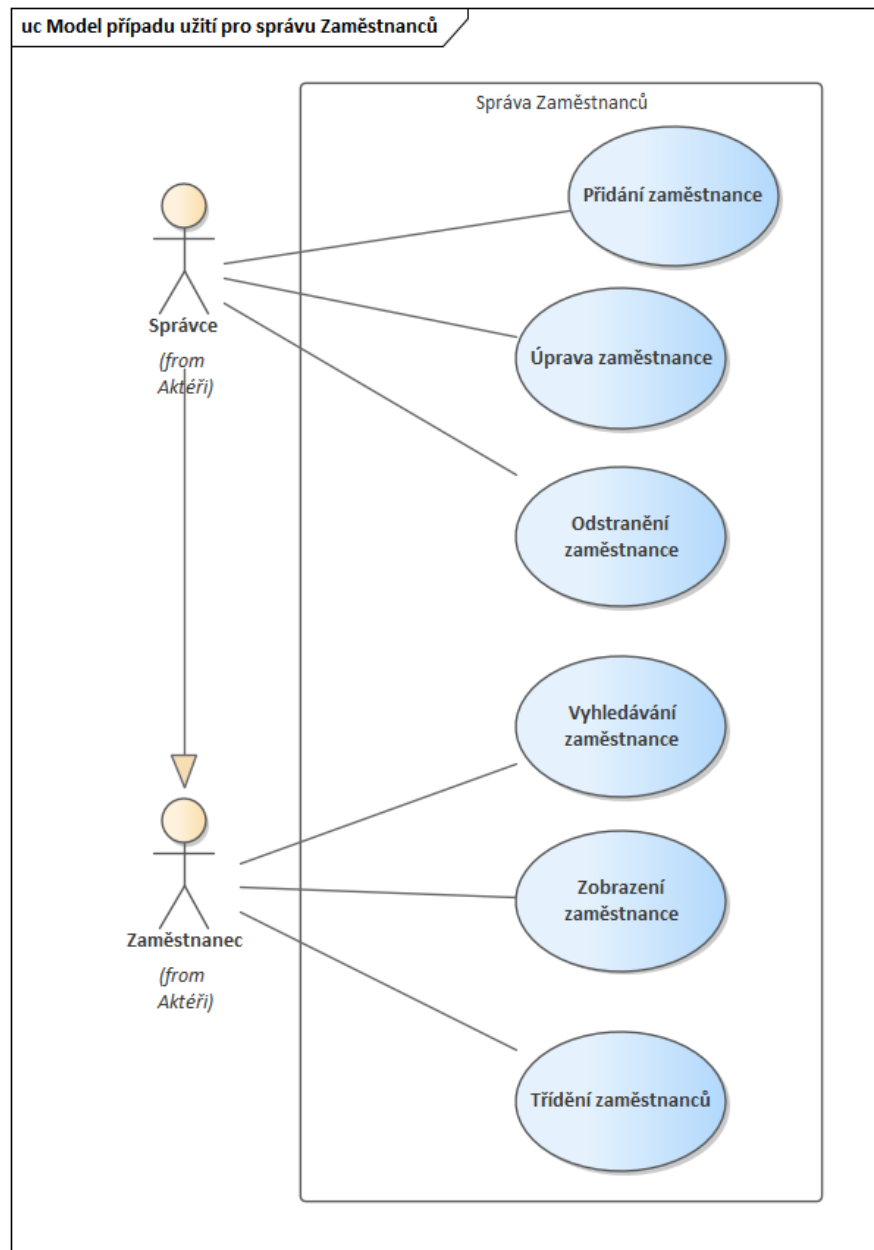 uc Model případu užití pro správu Zaměstnanců
Správa Zaměstnanců
Přidání zaměstnance
Správce
(from
Aktéři)
Úprava zaměstnance
Odstranění
zaměstnance
Vyhledávání
zaměstnance
Zobrazení
zaměstnance
Zaměstnanec
(from
Aktéři)
Třídění zaměstnanců